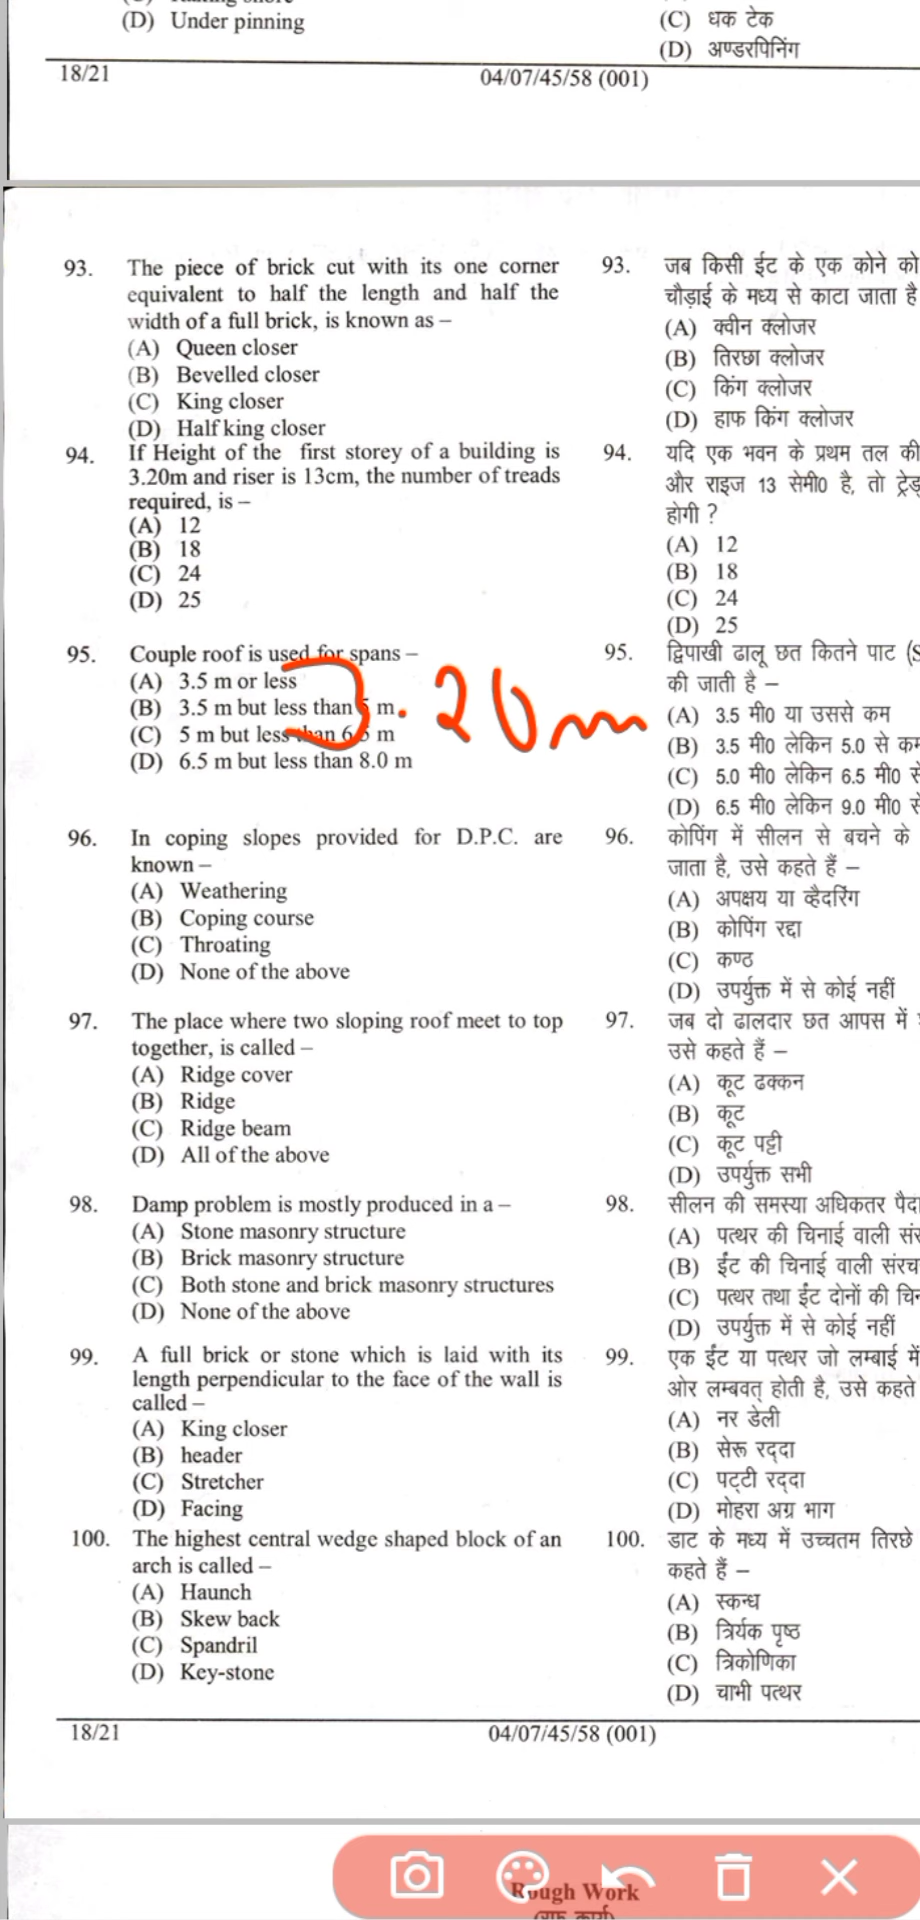 (D) Under pinning
(C) धक टेक
(D) अण्डरपिनिंग
18/21
04/07/45/58 (001)
93. The piece of brick cut with its one corner
equivalent to half the length and half the
width of a full brick, is known as –
(A) Queen closer
(B) Bevelled closer
(C) King closer
(D) Half king closer
94. If Height of the first storey of a building is
3.20m and riser is 13cm, the number of treads
required, is –
(A) 12
(B) 18
(C) 24
(D) 25
95. Couple roof is used for spans –
(A) 3.5 m or less
(B) 3.5 m but less than 5 m.
(C) 5 m but less than 6.5 m
(D) 6.5 m but less than 8.0 m
3.20m
96. In coping slopes provided for D.P.C. are
known –
(A) Weathering
(B) Coping course
(C) Throating
(D) None of the above
97. The place where two sloping roof meet to top
together, is called –
(A) Ridge cover
(B) Ridge
(C) Ridge beam
(D) All of the above
98. Damp problem is mostly produced in a –
(A) Stone masonry structure
(B) Brick masonry structure
(C) Both stone and brick masonry structures
(D) None of the above
99. A full brick or stone which is laid with its
length perpendicular to the face of the wall is
called –
(A) King closer
(B) header
(C) Stretcher
(D) Facing
100. The highest central wedge shaped block of an
arch is called –
(A) Haunch
(B) Skew back
(C) Spandril
(D) Key-stone
93. जब किसी ईट के एक कोने को
चौड़ाई के मध्य से काटा जाता है
(A) क्वीन क्लोजर
(B) तिरछा क्लोजर
(C) किंग क्लोजर
(D) हाफ किंग क्लोजर
94. यदि एक भवन के प्रथम तल की
और राइज 13 सेमी0 है, तो ट्रेड
होगी ?
(A) 12
(B) 18
(C) 24
(D) 25
95. द्विपाखी ढालू छत कितने पाट (S
की जाती है –
(A) 3.5 मी0 या उससे कम
(B) 3.5 मी0 लेकिन 5.0 से कम
(C) 5.0 मी0 लेकिन 6.5 मी0 से
(D) 6.5 मी0 लेकिन 9.0 मी0 से
96. कोपिंग में सीलन से बचने के
जाता है, उसे कहते हैं –
(A) अपक्षय या व्हैदरिंग
(B) कोपिंग रद्दा
(C) कण्ठ
(D) उपर्युक्त में से कोई नहीं
97. जब दो ढालदार छत आपस में
उसे कहते हैं –
(A) कूट ढक्कन
(B) कूट
(C) कूट पट्टी
(D) उपर्युक्त सभी
98. सीलन की समस्या अधिकतर पैदा
(A) पत्थर की चिनाई वाली
(B) ईंट की चिनाई वाली
(C) पत्थर तथा ईंट दोनों की
(D) उपर्युक्त में से कोई नहीं
99. एक ईंट या पत्थर जो लम्बाई में
ओर लम्बवत् होती है, उसे कहते
(A) नर डेली
(B) सेरू रद्दा
(C) पट्टी रद्दा
(D) मोहरा अग्र भाग
100. डाट के मध्य में उच्चतम तिरछे
कहते हैं –
(A) स्कन्ध
(B) त्रिर्यक पृष्ठ
(C) त्रिकोणिका
(D) चाभी पत्थर
18/21
04/07/45/58 (001)
Rough Work